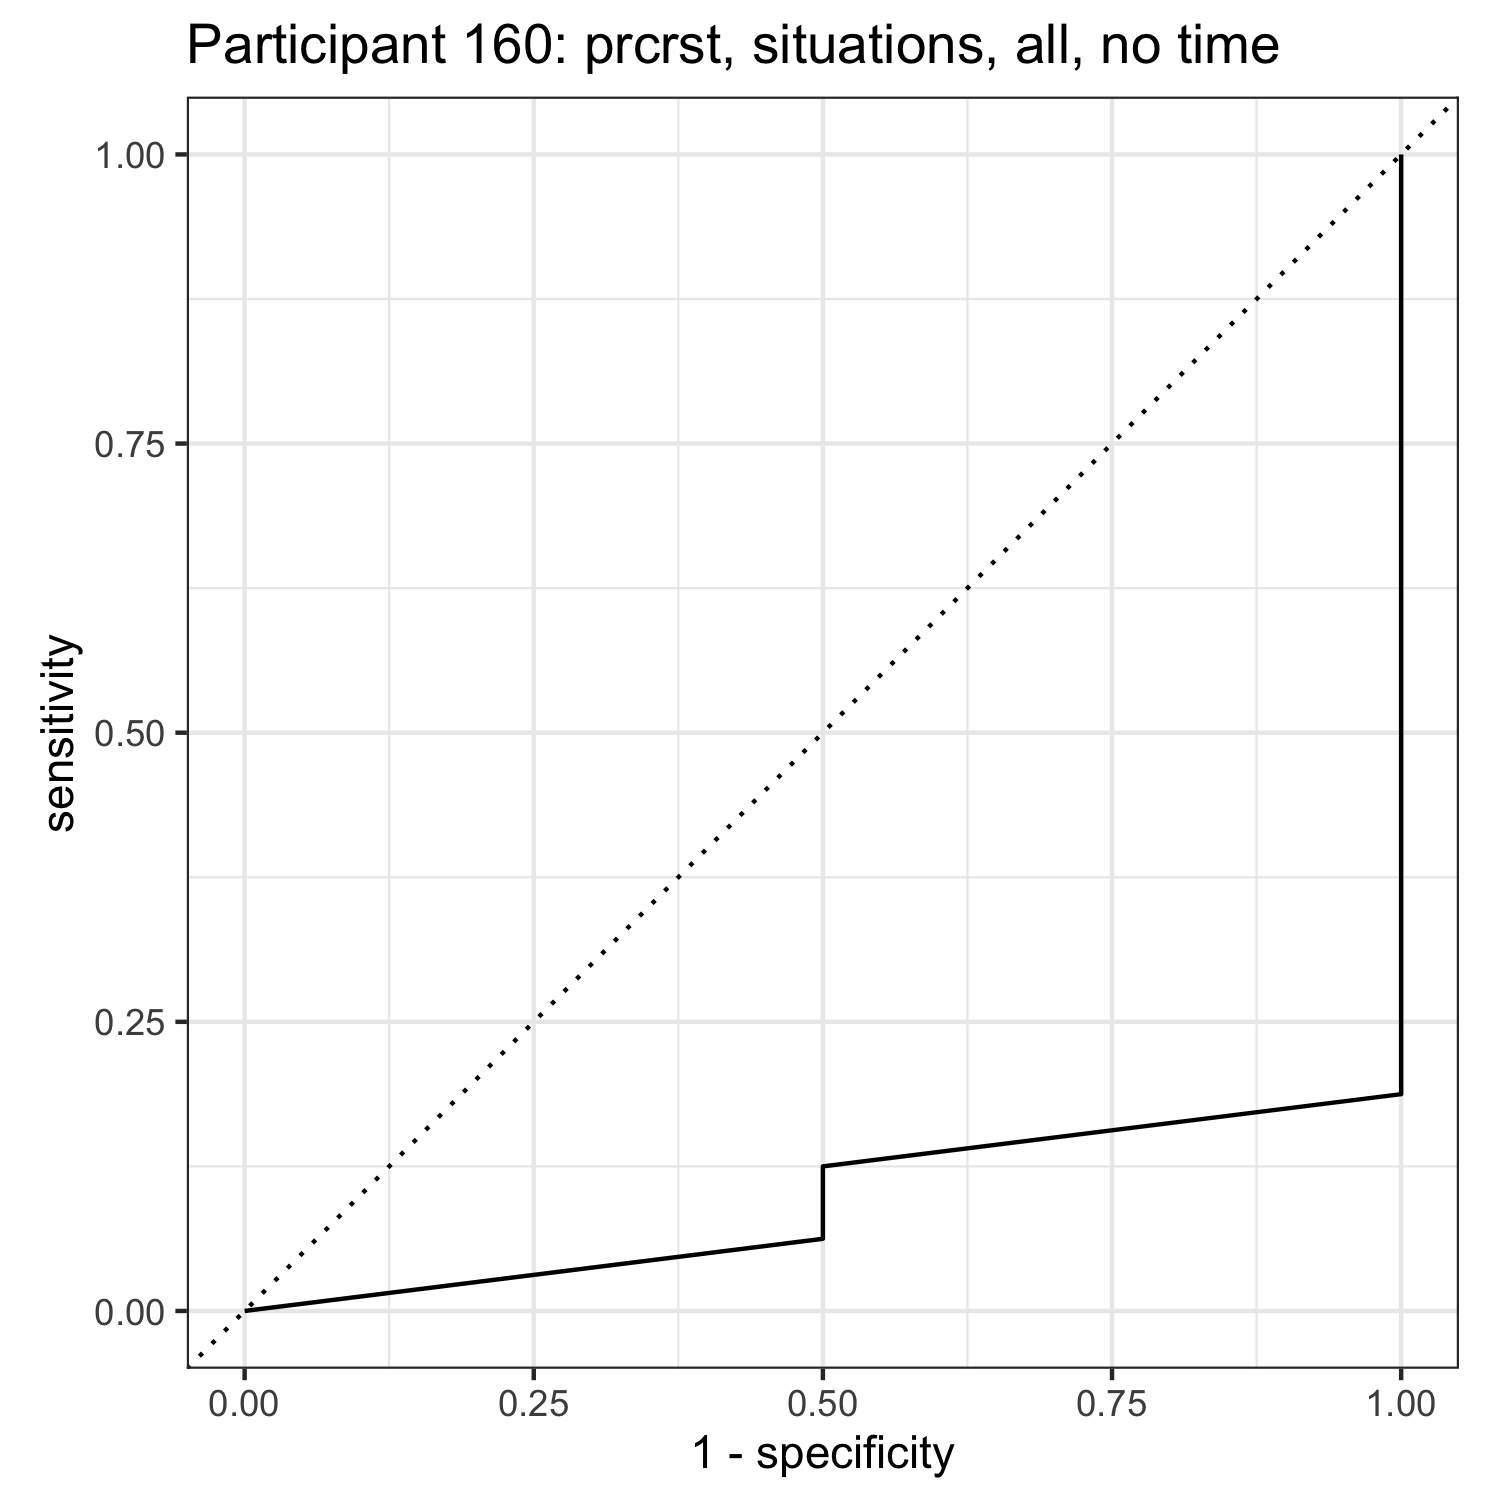 Participant 160: prcrst, situations, all, no time
1.00
0.75
0.50
0.25
0.00
sensitivity
0.00 0.25 0.50 0.75 1.00
1 - specificity